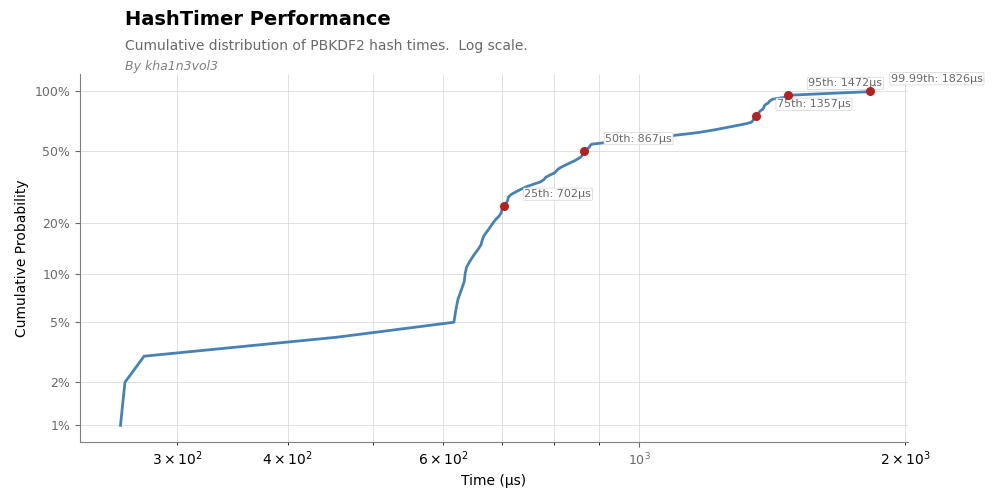 HashTimer Performance
Cumulative distribution of PBKDF2 hash times.  Log scale.
By kha1n3vol3
99.99th: 1826µs
95th: 1472µs
100%
75th: 1357µs
50th: 867µs
50%
25th: 702µs
20%
10%
5%
2%
1%
Cumulative Probability
3 × 10²
4 × 10²
6 × 10²
10³
2 × 10³
Time (µs)